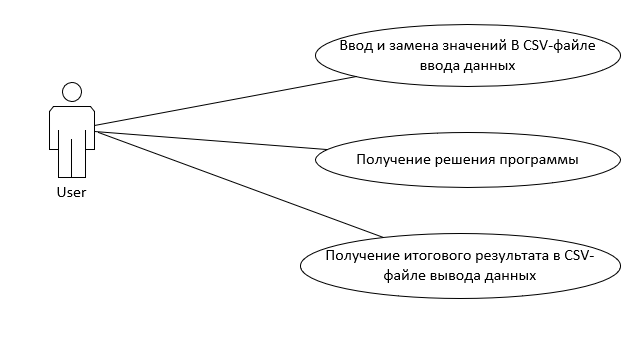 Ввод и замена значений В CSV-файле
ввода данных
User
Получение решения программы
Получение итогового результата в CSV-
файле вывода данных